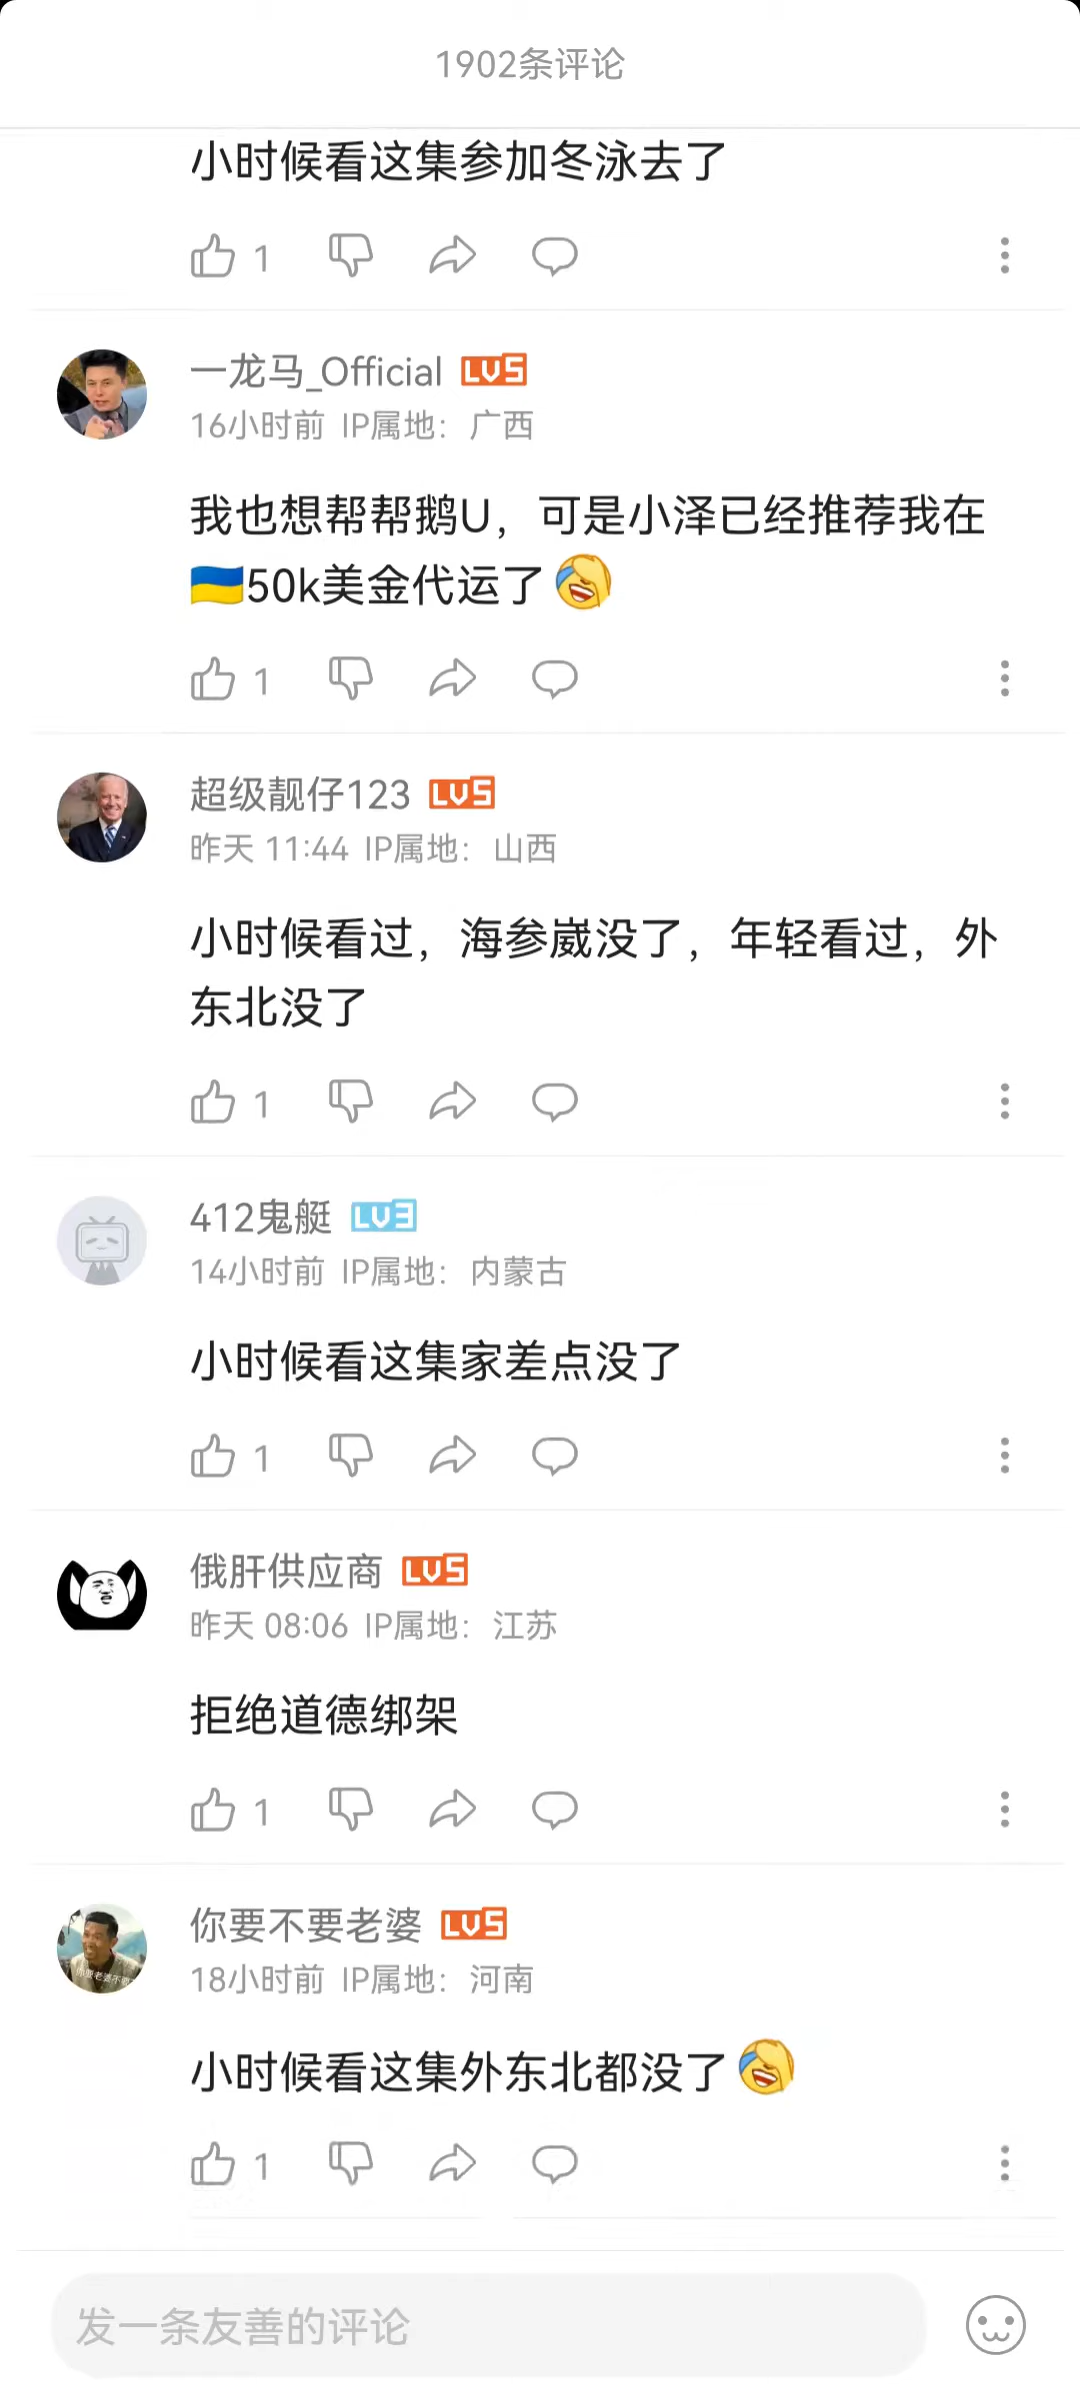 1902条评论
小时候看这集参加冬泳去了
1
一龙马_Official LV5
16小时前 IP属地：广西
我也想帮帮鹅U，可是小泽已经推荐我在
🇺🇦50k美金代运了
1
超级靓仔123 LV5
昨天 11:44 IP属地：山西
小时候看过，海参崴没了，年轻看过，外
东北没了
1
412鬼艇 LV3
14小时前 IP属地：内蒙古
小时候看这集家差点没了
1
俄肝供应商 LV5
昨天 08:06 IP属地：江苏
拒绝道德绑架
1
你要不要老婆 LV5
18小时前 IP属地：河南
小时候看这集外东北都没了
1
发一条友善的评论